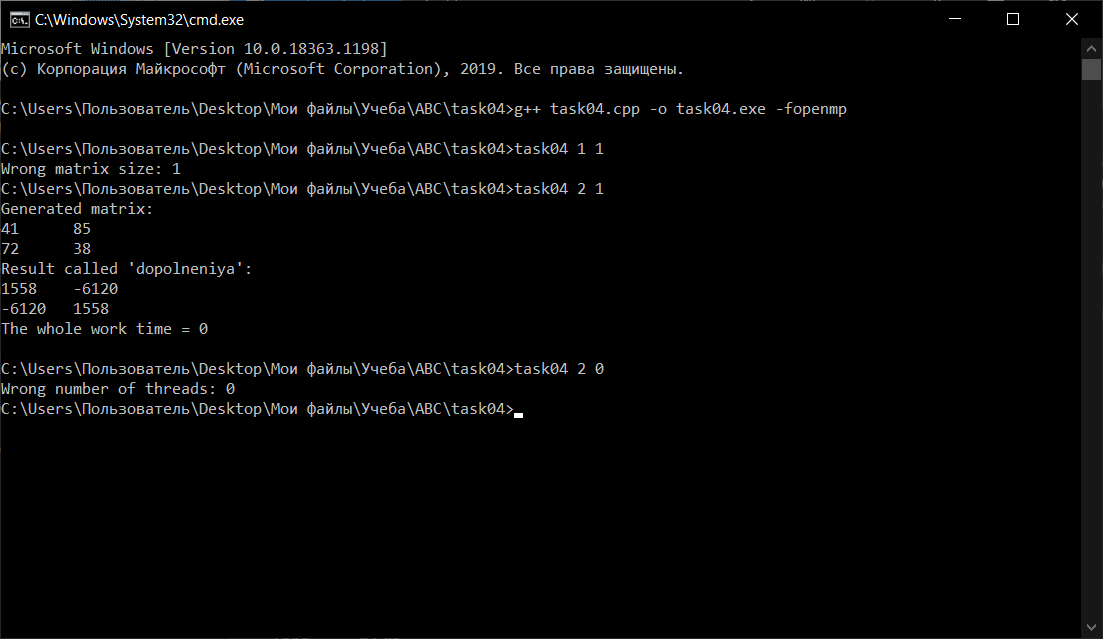 C:\Windows\System32\cmd.exe
Microsoft Windows [Version 10.0.18363.1198]
(c) Корпорация Майкрософт (Microsoft Corporation), 2019. Все права защищены.
C:\Users\Пользователь\Desktop\Мои файлы\Учеба\АВС\task04>g++ task04.cpp -o task04.exe -fopenmp
C:\Users\Пользователь\Desktop\Мои файлы\Учеба\АВС\task04>task04 1 1
Wrong matrix size: 1
C:\Users\Пользователь\Desktop\Мои файлы\Учеба\АВС\task04>task04 2 1
Generated matrix:
41      85
72      38
Result called 'dopolneniya':
1558    -6120
-6120   1558
The whole work time = 0
C:\Users\Пользователь\Desktop\Мои файлы\Учеба\АВС\task04>task04 2 0
Wrong number of threads: 0
C:\Users\Пользователь\Desktop\Мои файлы\Учеба\АВС\task04>